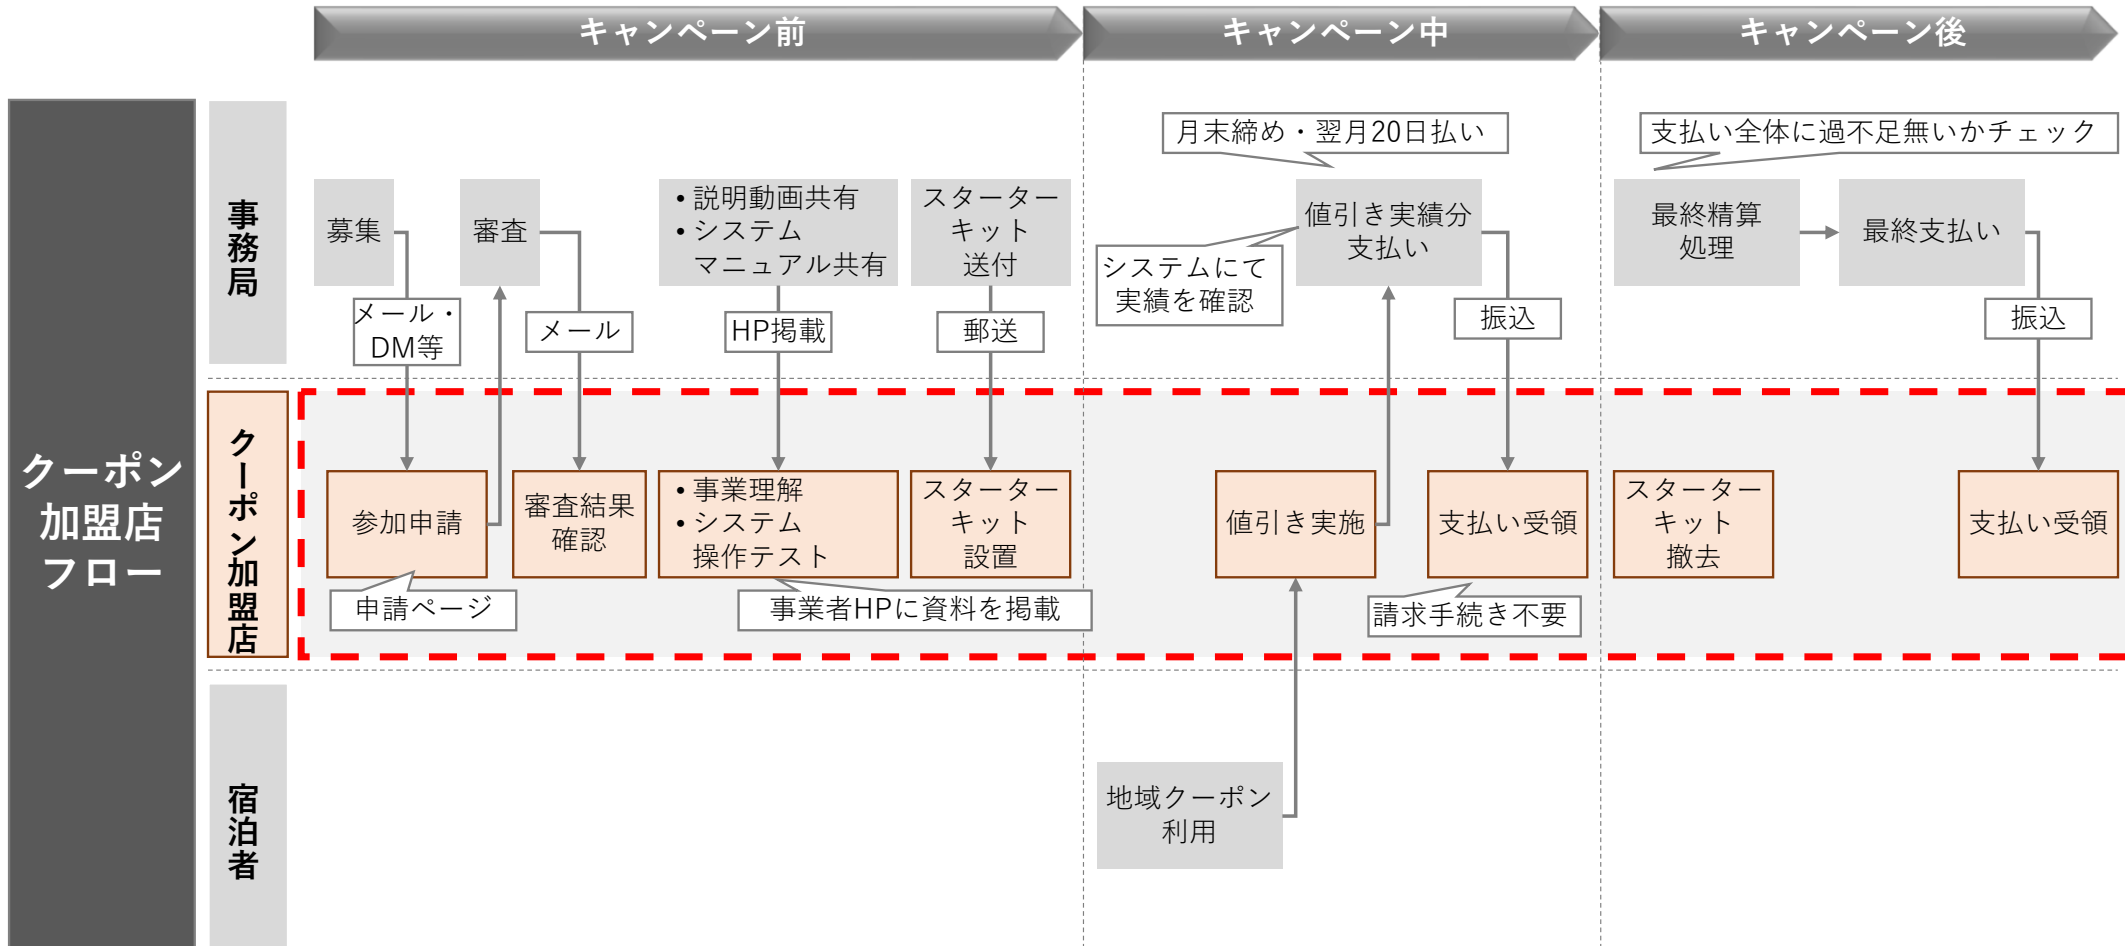 キャンペーン前
キャンペーン中
キャンペーン後
クーポン
加盟店
フロー
事務局
月末締め・翌月20日払い
支払い全体に過不足無いかチェック
募集
審査
• 説明動画共有
• システム
マニュアル共有
スターター
キット
送付
値引き実績分
支払い
最終精算
処理
最終支払い
システムにて
実績を確認
メール・
DM等
メール
HP掲載
郵送
振込
振込
クーポン加盟店
参加申請
審査結果
確認
• 事業理解
• システム
操作テスト
スターター
キット
設置
値引き実施
支払い受領
スターター
キット
撤去
支払い受領
申請ページ
事業者HPに資料を掲載
請求手続き不要
宿泊者
地域クーポン
利用